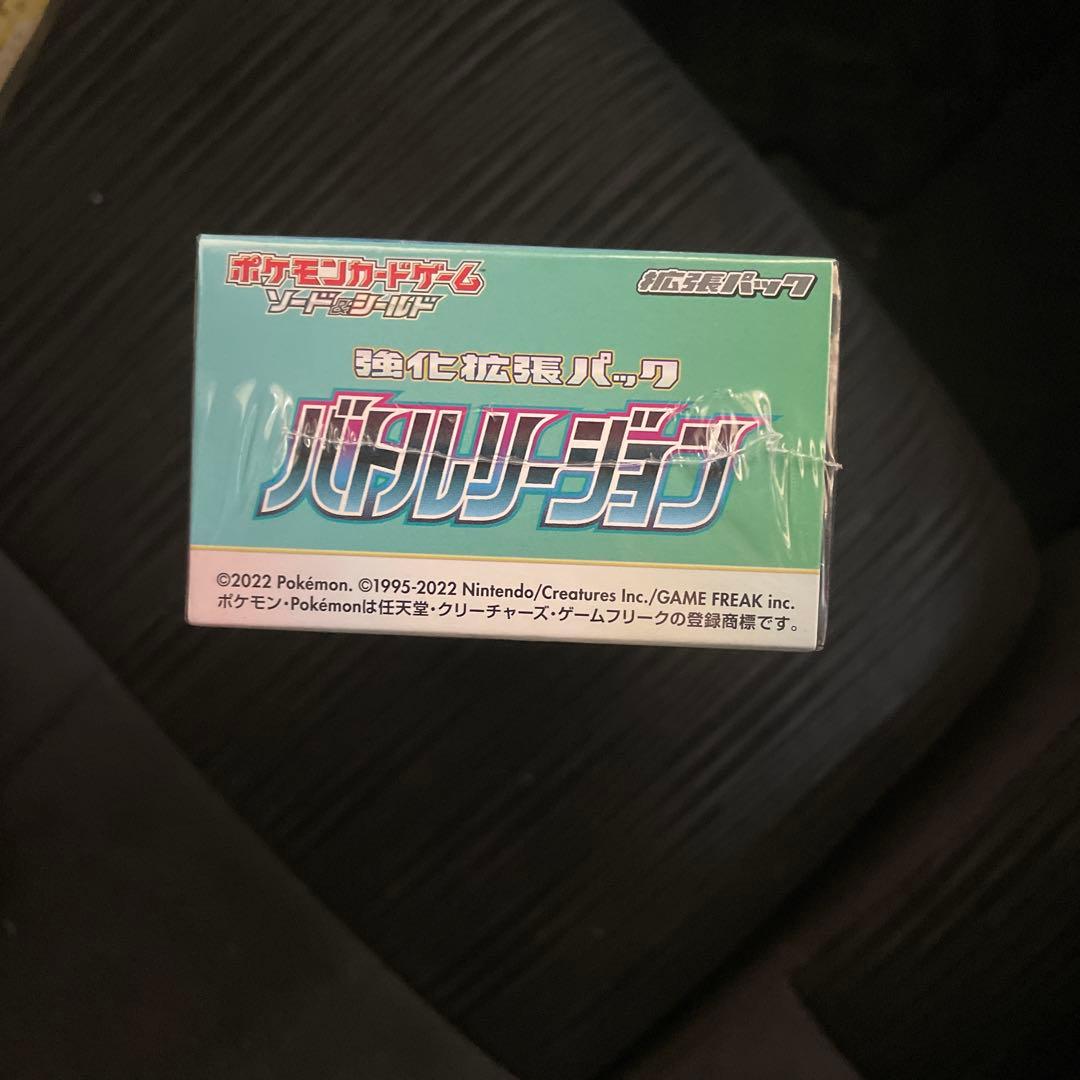 ポケモンカードゲーム
ソード&シールド
拡張パック
強化拡張パック
バトルリージョン
©2022 Pokémon. ©1995-2022 Nintendo/Creatures Inc./GAME FREAK inc.
ポケモン・Pokémonは任天堂・クリーチャーズ・ゲームフリークの登録商標です。